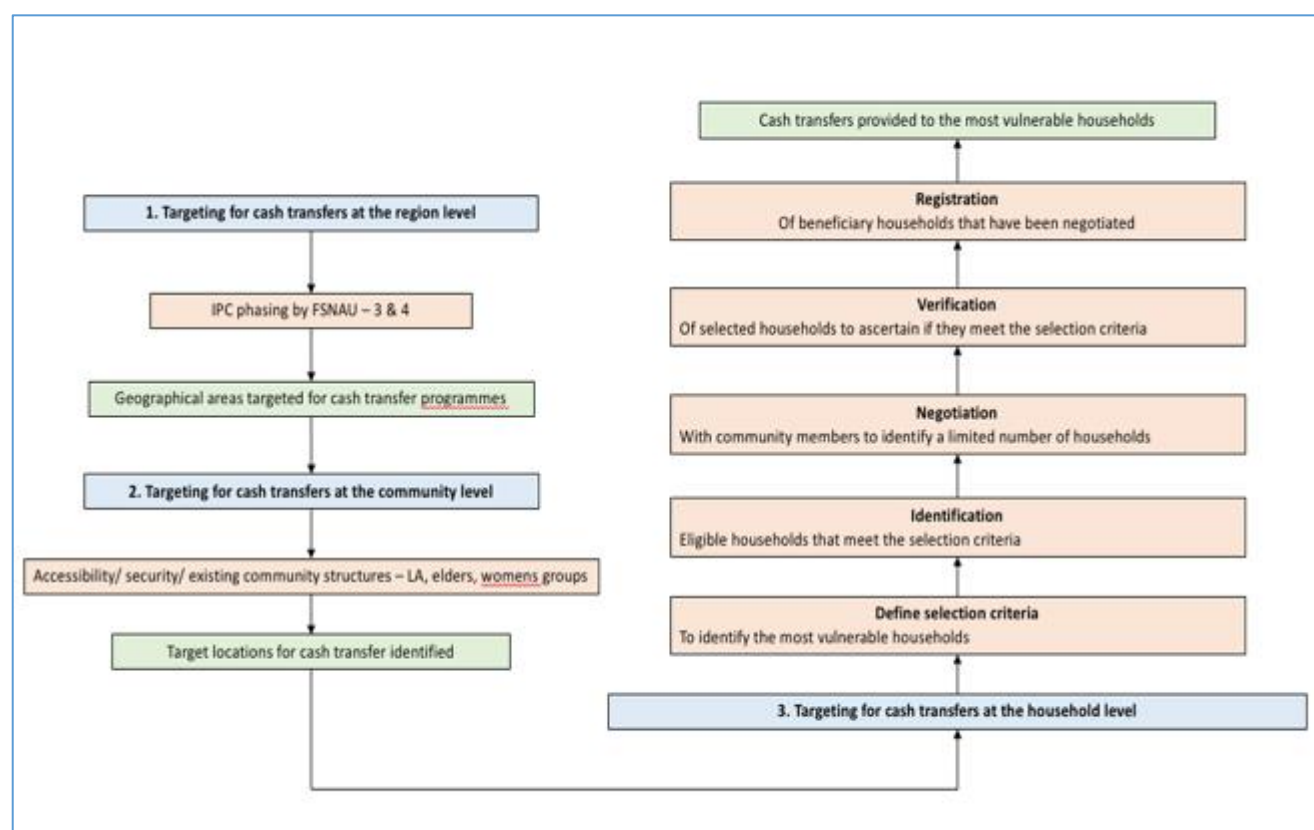 1. Targeting for cash transfers at the region level
IPC phasing by FSNAU – 3 & 4
Geographical areas targeted for cash transfer programmes
2. Targeting for cash transfers at the community level
Accessibility/ security/ existing community structures – LA, elders, womens groups
Target locations for cash transfer identified
3. Targeting for cash transfers at the household level
Define selection criteria
To identify the most vulnerable households
Identification
Eligible households that meet the selection criteria
Negotiation
With community members to identify a limited number of households
Verification
Of selected households to ascertain if they meet the selection criteria
Registration
Of beneficiary households that have been negotiated
Cash transfers provided to the most vulnerable households